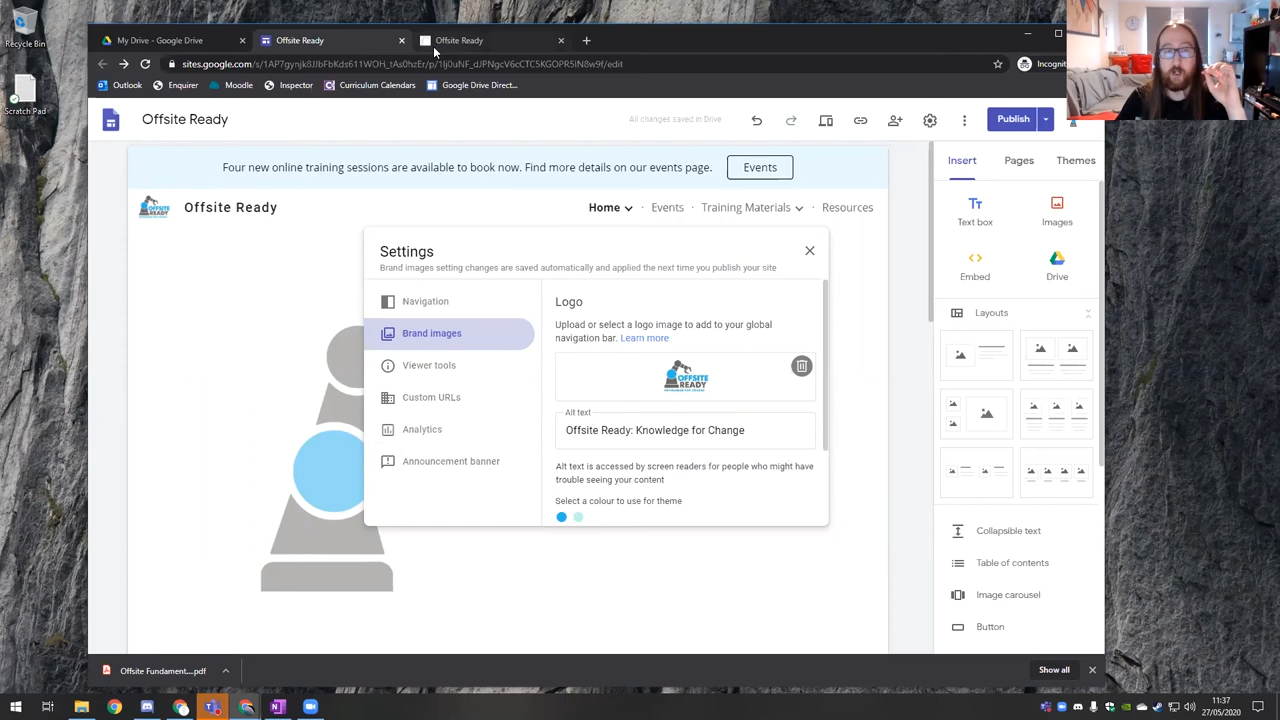 Recycle Bin
Scratch Pad
My Drive - Google Drive
Offsite Ready
Offsite Ready
Incognit
Outlook
Enquirer
Moodle
Inspector
Curriculum Calendars
Google Drive Direct...
Offsite Ready
All changes saved in Drive
Publish
Four new online training sessions are available to book now. Find more details on our events page.
Events
OFFSITE READY
Offsite Ready
Home
Events
Training Materials
Resources
Settings
Brand images setting changes are saved automatically and applied the next time you publish your site
Navigation
Brand images
Viewer tools
Custom URLs
Analytics
Announcement banner
Logo
Upload or select a logo image to add to your global
navigation bar. Learn more
OFFSITE
READY
Alt text
Offsite Ready: Knowledge for Change
Alt text is accessed by screen readers for people who might have
trouble seeing your content
Select a colour to use for theme
Insert
Pages
Themes
Text box
Images
Embed
Drive
Layouts
Collapsible text
Table of contents
Image carousel
Button
Offsite Fundament....pdf
Show all
11:37
27/05/2020